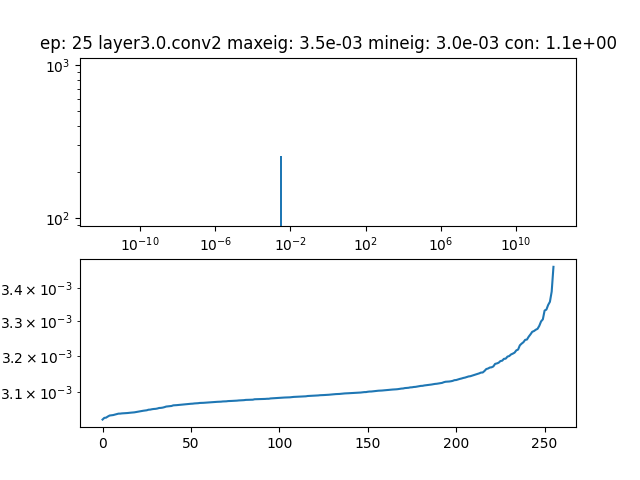 ep: 25 layer3.0.conv2 maxeig: 3.5e-03 mineig: 3.0e-03 con: 1.1e+00
10³
10²
10⁻¹⁰ 10⁻⁶ 10⁻² 10² 10⁶ 10¹⁰
3.4 × 10⁻³
3.3 × 10⁻³
3.2 × 10⁻³
3.1 × 10⁻³
0 50 100 150 200 250